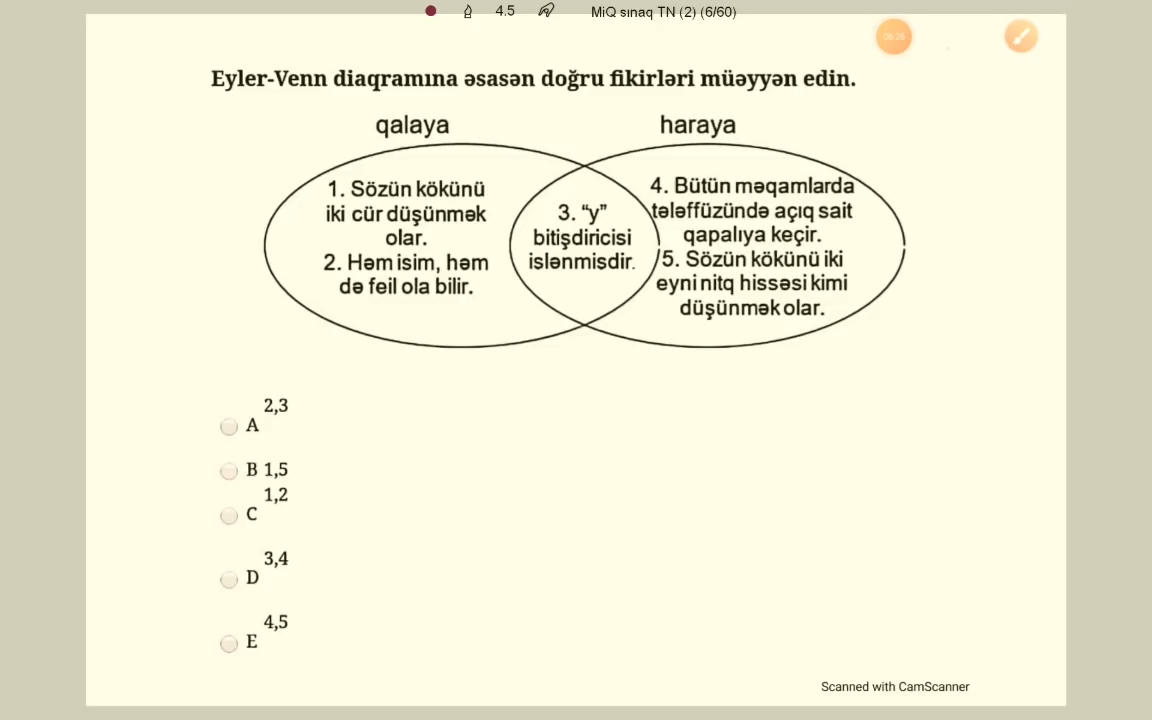 4.5 MiQ sınaq TN (2) (6/60)
08:26
Eyler-Venn diaqramına əsasən doğru fikirləri müəyyən edin.
qalaya
haraya
1. Sözün kökünü
iki cür düşünmək
olar.
2. Həm isim, həm
də feil ola bilir.
3. “y”
bitişdiricisi
islənmisdir.
4. Bütün məqamlarda
tələffüzündə açıq sait
qapalıya keçir.
5. Sözün kökünü iki
eyni nitq hissəsi kimi
düşünmək olar.
A 2,3
B 1,5
C 1,2
D 3,4
E 4,5
Scanned with CamScanner